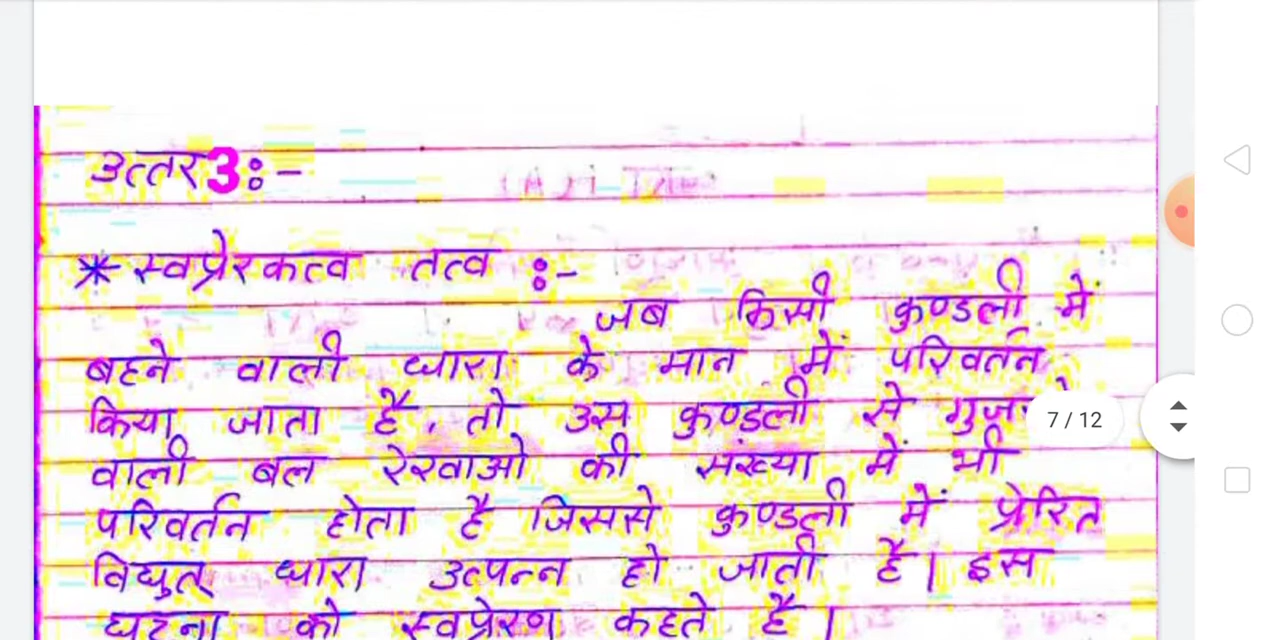 उत्तर3:-
* स्वप्रेरकत्व तत्व :-
जब किसी कुण्डली में
बहने वाली धारा के मान में परिवर्तन
किया जाता है, तो उस कुण्डली से
7 / 12
वाली बल रेखाओ की संख्या में भी
परिवर्तन होता है जिससे कुण्डली में प्रेरित
विद्युत् धारा उत्पन्न हो जाती है| इस
घटना को स्वप्रेरण कहते है|